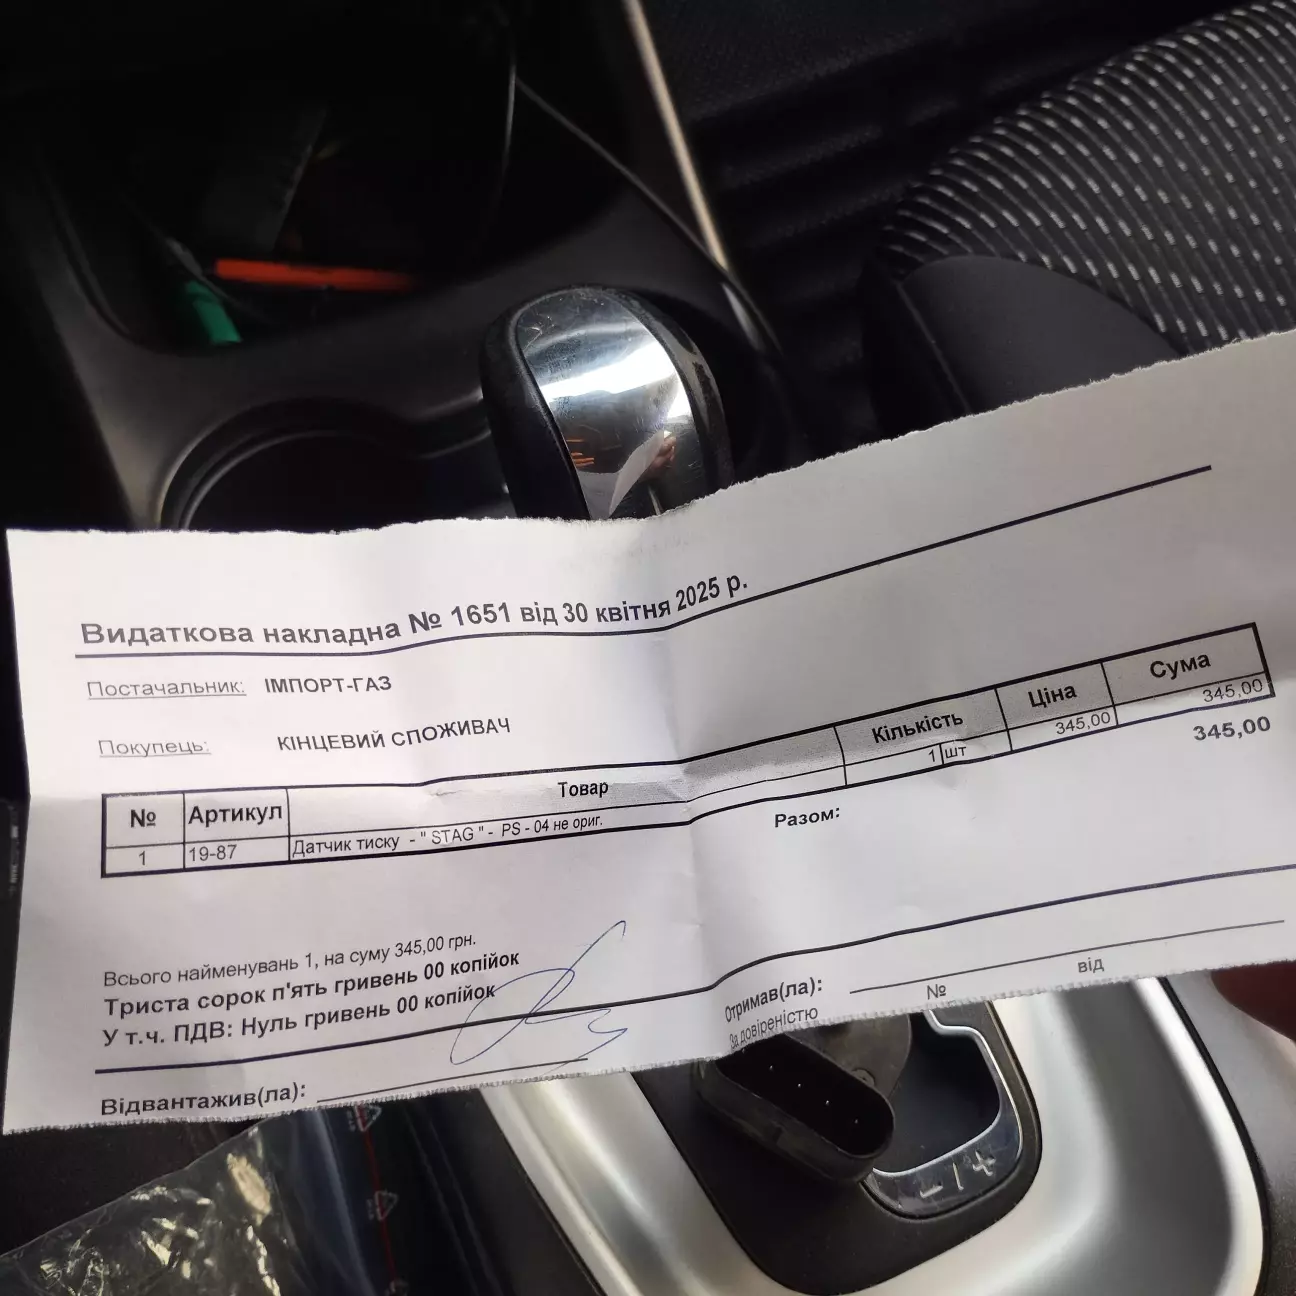 Видаткова накладна № 1651 від 30 квітня 2025 р.
Постачальник: ІМПОРТ-ГАЗ
Покупець: КІНЦЕВИЙ СПОЖИВАЧ
№ Артикул Товар Кількість Ціна Сума
1 19-87 Датчик тиску - " STAG " - PS - 04 не ориг. 1 шт 345,00 345,00
Разом: 345,00
Всього найменувань 1, на суму 345,00 грн.
Триста сорок п'ять гривень 00 копійок
У т.ч. ПДВ: Нуль гривень 00 копійок
Відвантажив(ла):
Отримав(ла):
За довіреністю № від
− +